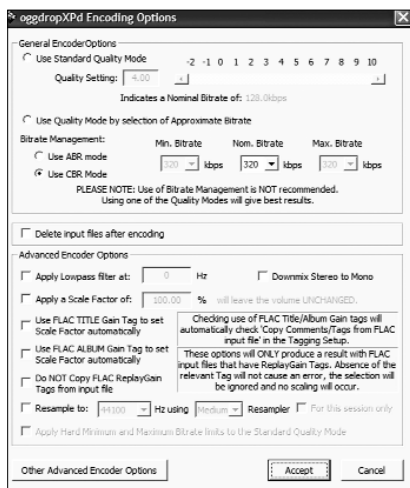 oggdropXPd Encoding Options
General EncoderOptions
Use Standard Quality Mode
-2 -1 0 1 2 3 4 5 6 7 8 9 10
Quality Setting: 4.00
Indicates a Nominal Bitrate of: 128.0kbps
Use Quality Mode by selection of Approximate Bitrate
Bitrate Management:
Min. Bitrate Nom. Bitrate Max. Bitrate
Use ABR mode
320 kbps 320 kbps 320 kbps
Use CBR Mode
PLEASE NOTE: Use of Bitrate Management is NOT recommended.
Using one of the Quality Modes will give best results.
Delete input files after encoding
Advanced Encoder Options
Apply Lowpass filter at: 0 Hz Downmix Stereo to Mono
Apply a Scale Factor of: 100.00 % will leave the volume UNCHANGED.
Use FLAC TITLE Gain Tag to set
Scale Factor automatically
Use FLAC ALBUM Gain Tag to set
Scale Factor automatically
Do NOT Copy FLAC ReplayGain
Tags from input file
Checking use of FLAC Title/Album Gain tags will
automatically check 'Copy Comments/Tags from FLAC
input file' in the Tagging Setup.
These options will ONLY produce a result with FLAC
input files that have ReplayGain Tags. Absence of the
relevant Tag will not cause an error, the selection will
be ignored and no scaling will occur.
Resample to: 44100 Hz using Medium Resampler For this session only
Apply Hard Minimum and Maximum Bitrate limits to the Standard Quality Mode
Other Advanced Encoder Options Accept Cancel